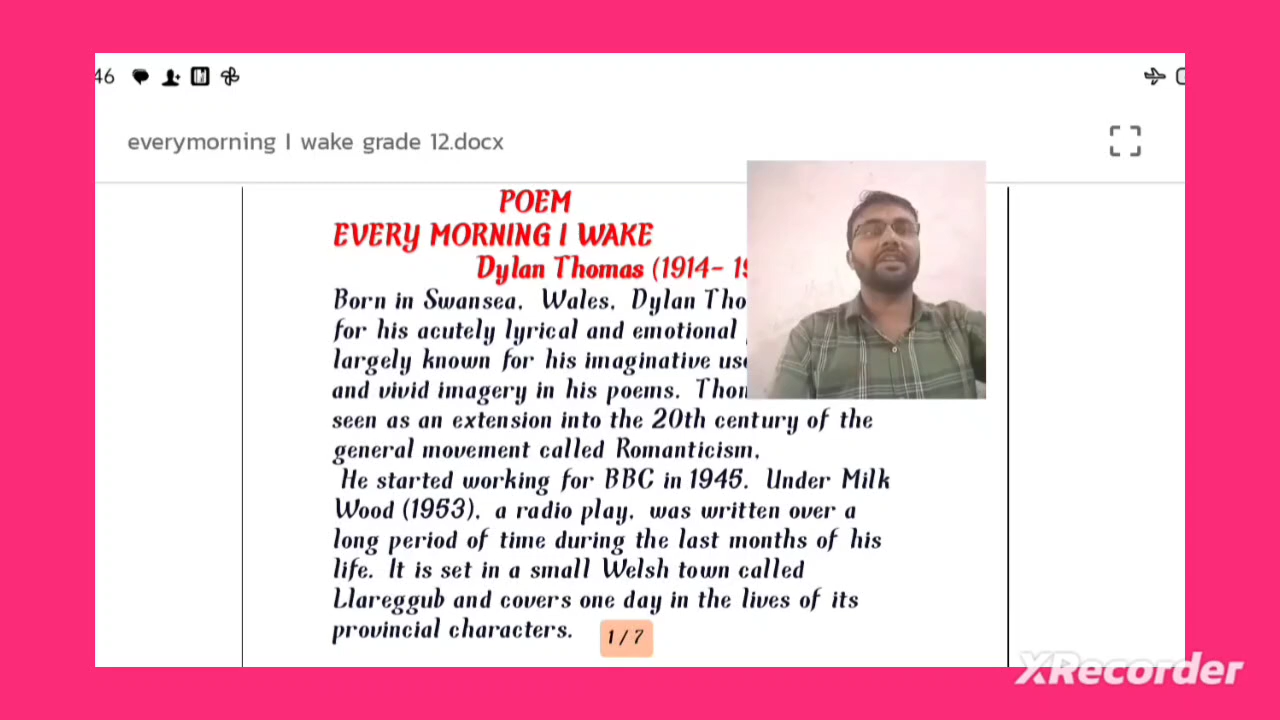 46
everymorning I wake grade 12.docx
POEM
EVERY MORNING I WAKE
Dylan Thomas (1914- 19
Born in Swansea, Wales, Dylan Tho
for his acutely lyrical and emotional
largely known for his imaginative use
and vivid imagery in his poems. Thom
seen as an extension into the 20th century of the
general movement called Romanticism.
He started working for BBC in 1945. Under Milk
Wood (1953), a radio play, was written over a
long period of time during the last months of his
life. It is set in a small Welsh town called
Llareggub and covers one day in the lives of its
provincial characters.
1/7
XRecorder